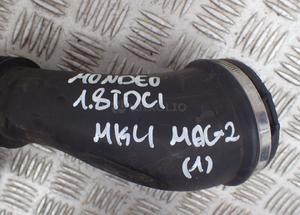 MONDEO
1.8TDCI
MK4 MAG-2
(1)